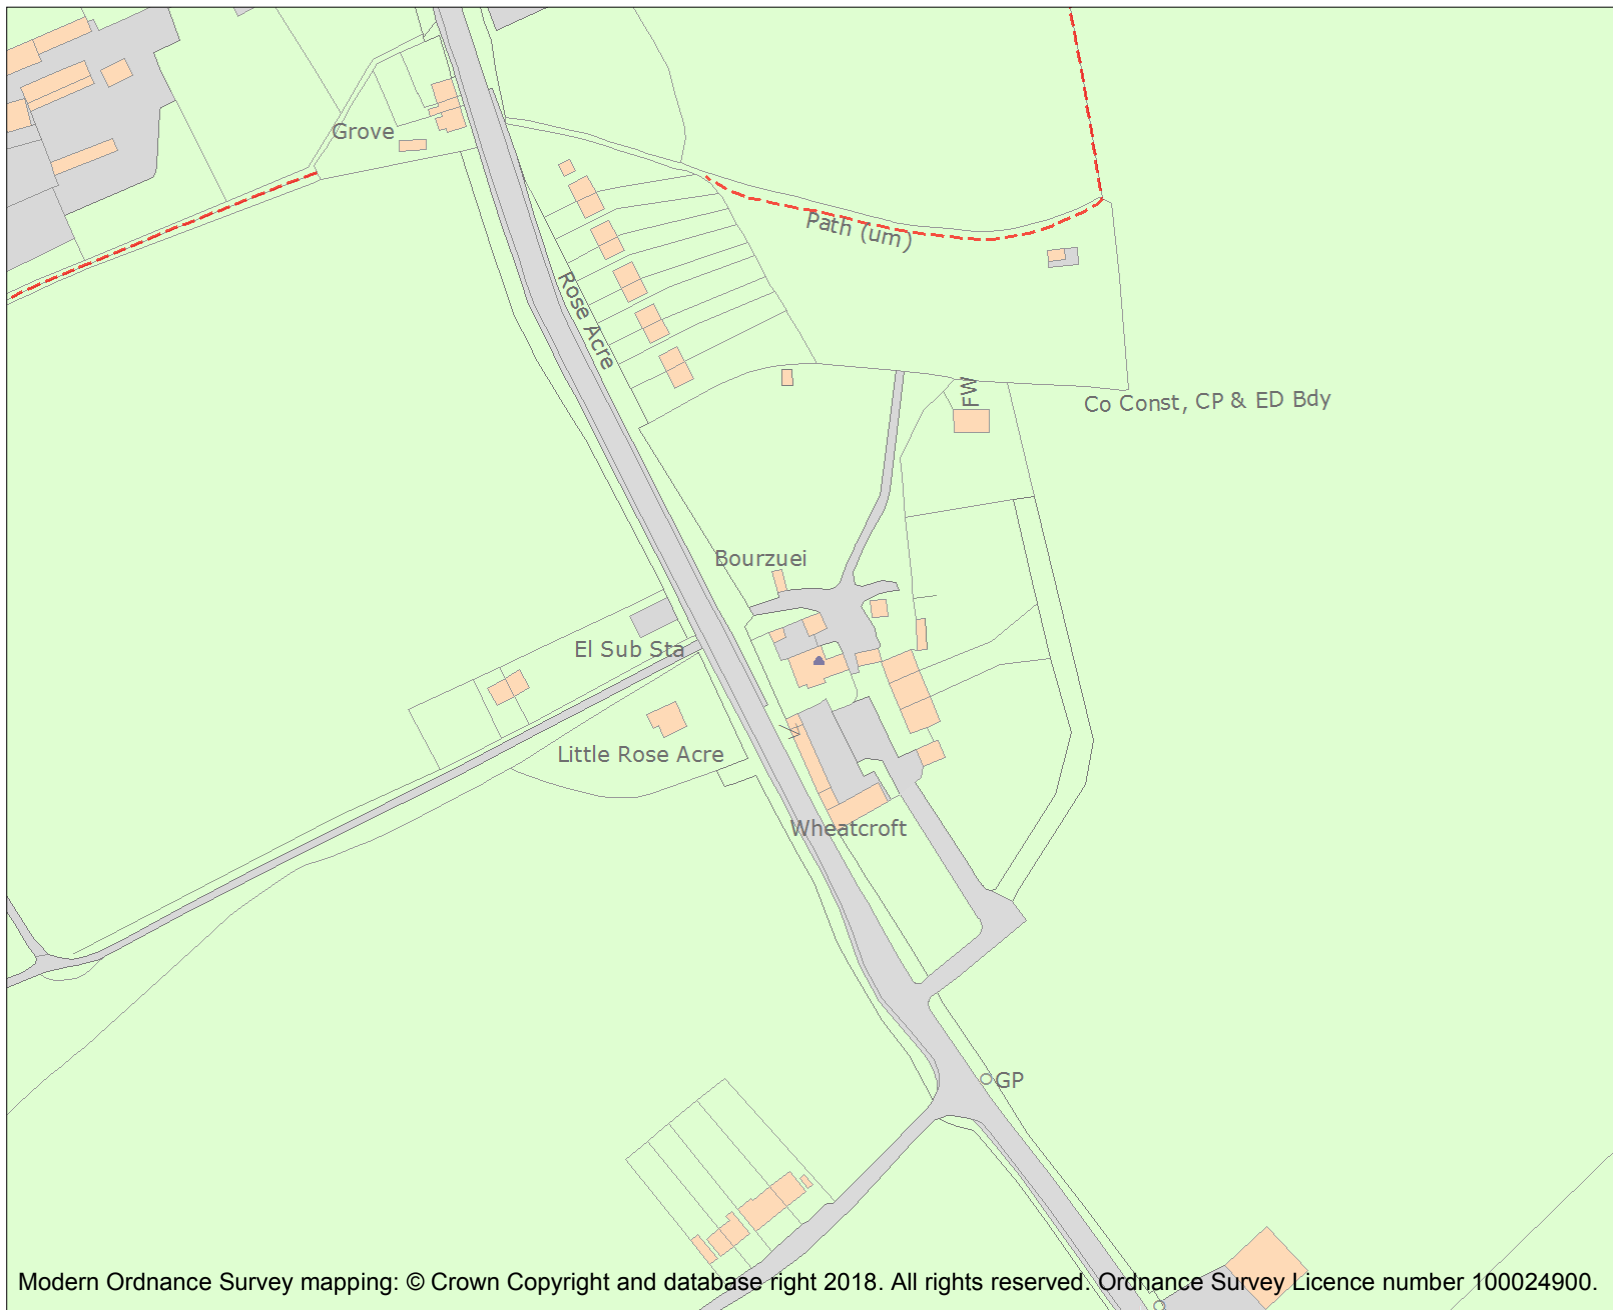 Grove
Path (um)
Rose Acre
FW
Co Const, CP & ED Bdy
Bourzuei
El Sub Sta
Little Rose Acre
Wheatcroft
GP
Modern Ordnance Survey mapping: © Crown Copyright and database right 2018. All rights reserved. Ordnance Survey Licence number 100024900.